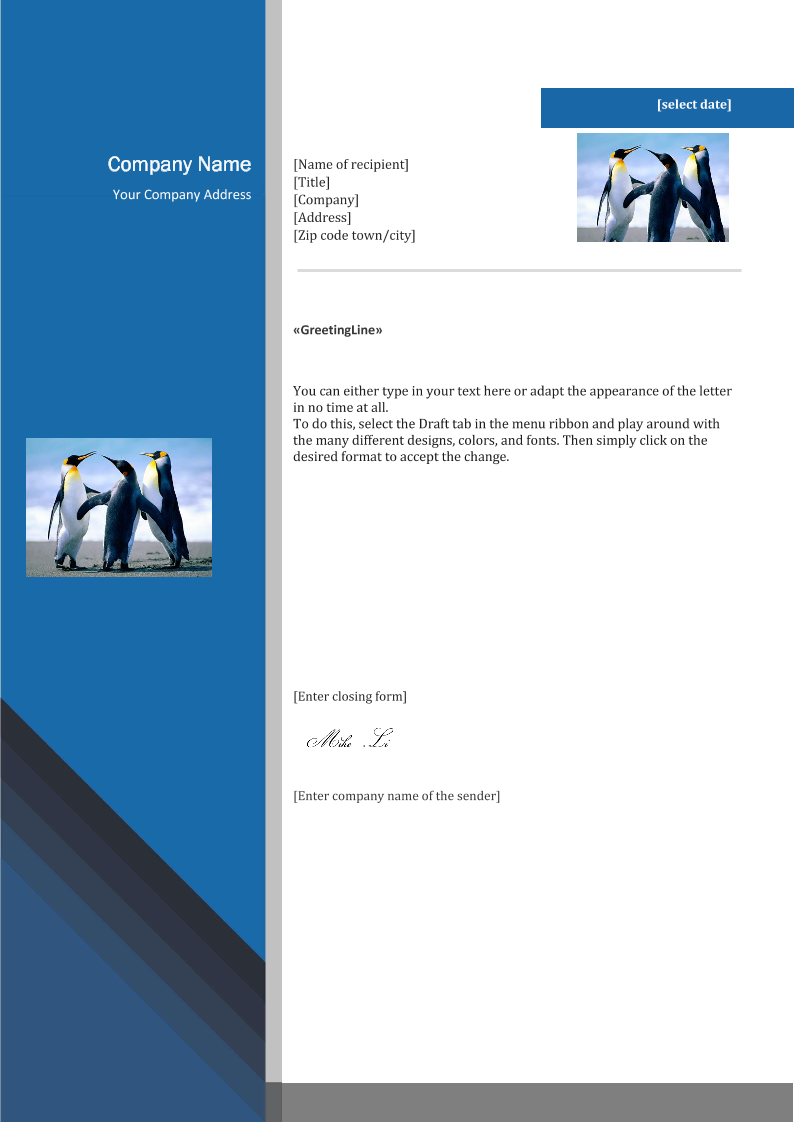 [select date]
Company Name
Your Company Address
[Name of recipient]
[Title]
[Company]
[Address]
[Zip code town/city]
«GreetingLine»
You can either type in your text here or adapt the appearance of the letter
in no time at all.
To do this, select the Draft tab in the menu ribbon and play around with
the many different designs, colors, and fonts. Then simply click on the
desired format to accept the change.
[Enter closing form]
Mike . Li
[Enter company name of the sender]